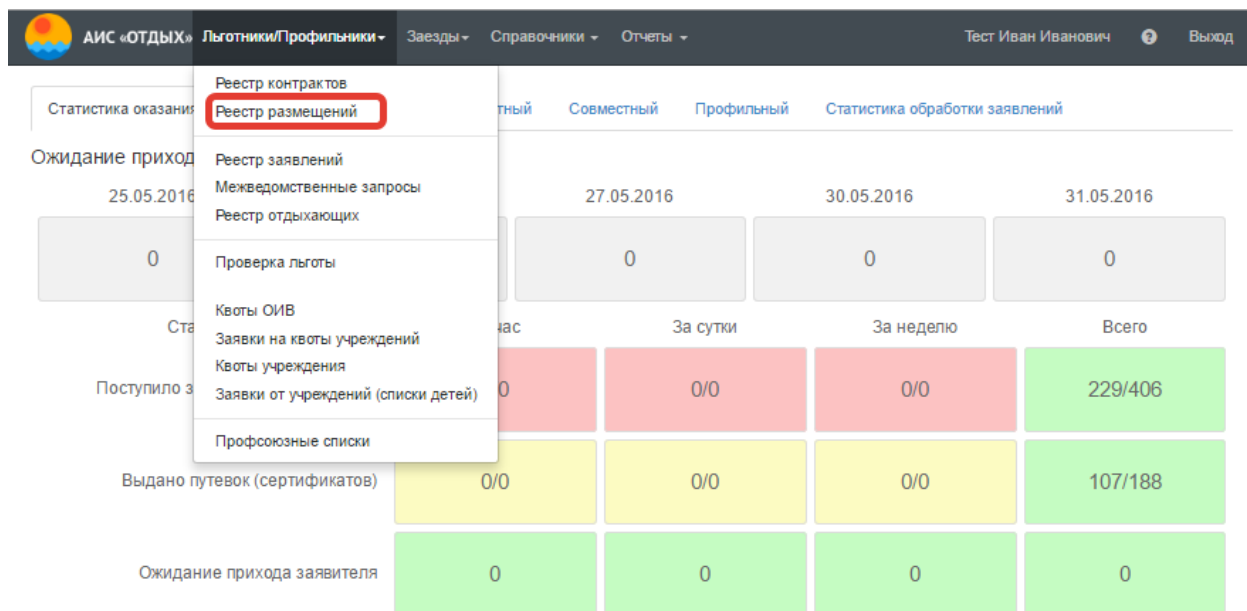 АИС «ОТДЫХ» Льготники/Профильники Заезды Справочники Отчеты Тест Иван Иванович ? Выход
Реестр контрактов
Статистика оказания Реестр размещений Совместный Профильный Статистика обработки заявлений
Ожидание приход Реестр заявлений
Межведомственные запросы
25.05.2016 27.05.2016 30.05.2016 31.05.2016
Реестр отдыхающих
0 Проверка льготы 0 0 0
Квоты ОИВ
За сутки За неделю Всего
Заявки на квоты учреждений
Квоты учреждения
Поступило 0/0 0/0 229/406
Заявки от учреждений (списки детей)
Профсоюзные списки
Выдано путевок (сертификатов) 0/0 0/0 0/0 107/188
Ожидание прихода заявителя 0 0 0 0